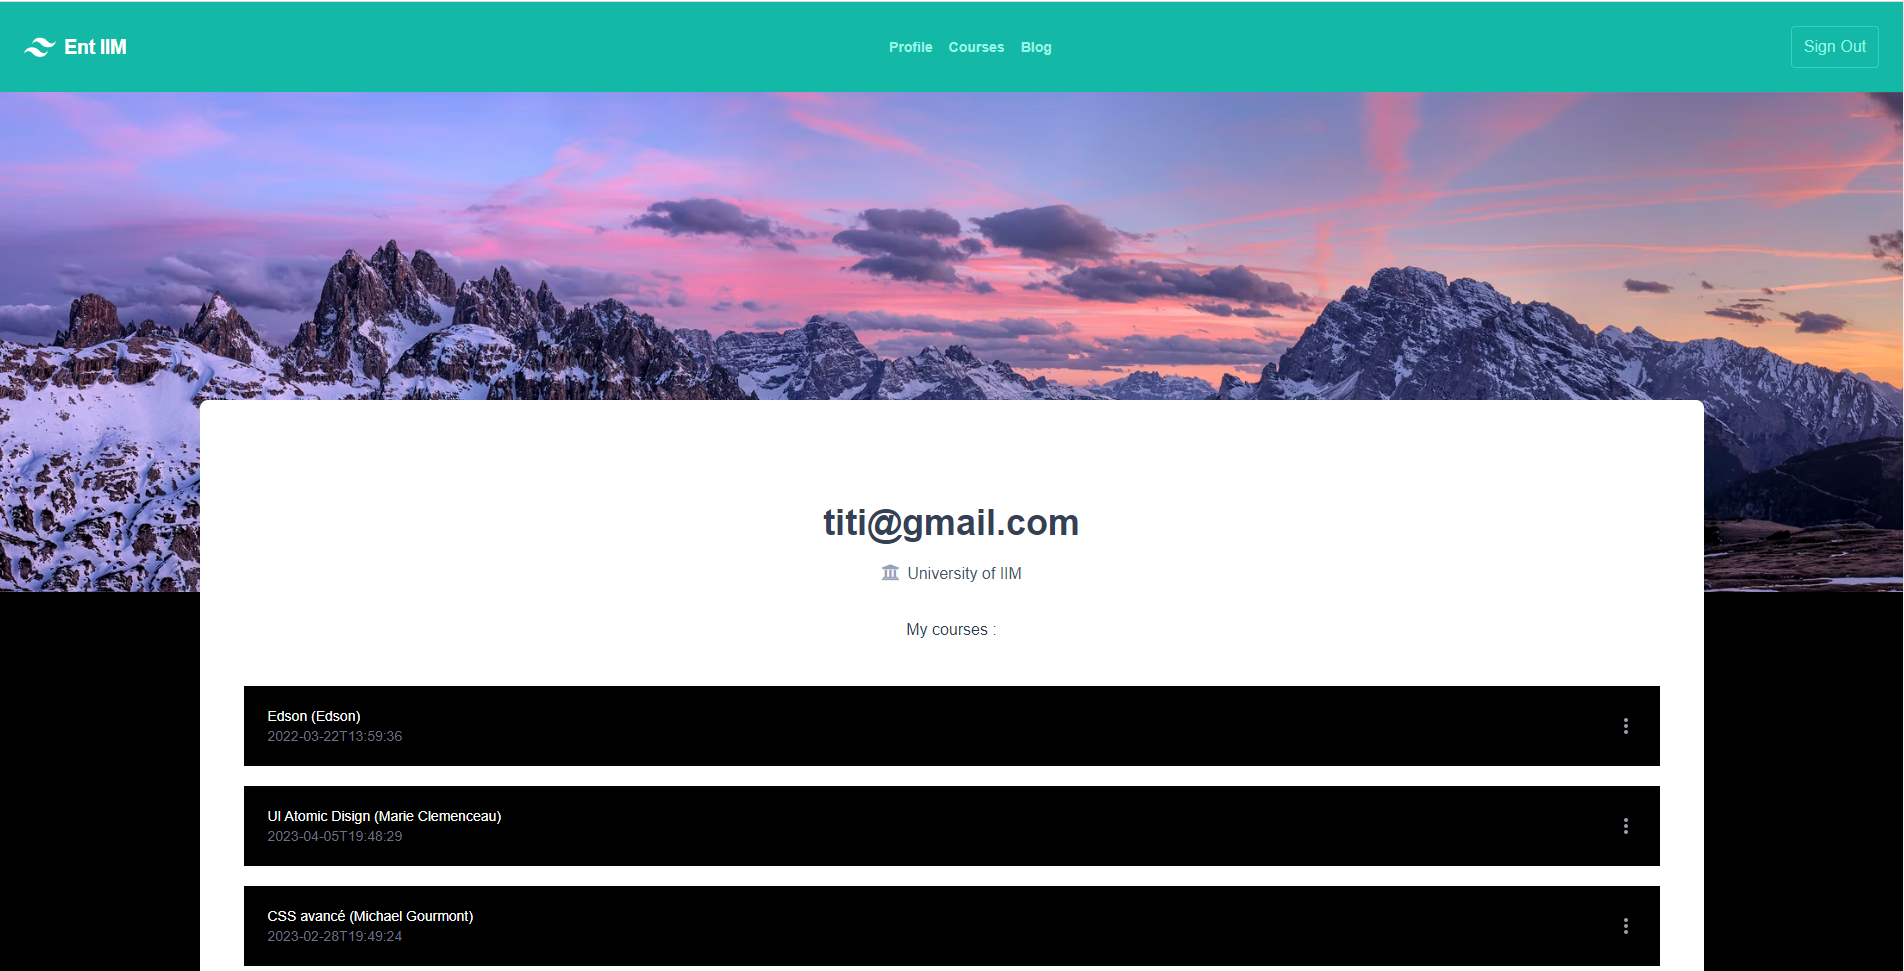 Ent IIM
Profile Courses Blog
Sign Out
titi@gmail.com
University of IIM
My courses :
Edson (Edson)
2022-03-22T13:59:36
UI Atomic Disign (Marie Clemenceau)
2023-04-05T19:48:29
CSS avancé (Michael Gourmont)
2023-02-28T19:49:24